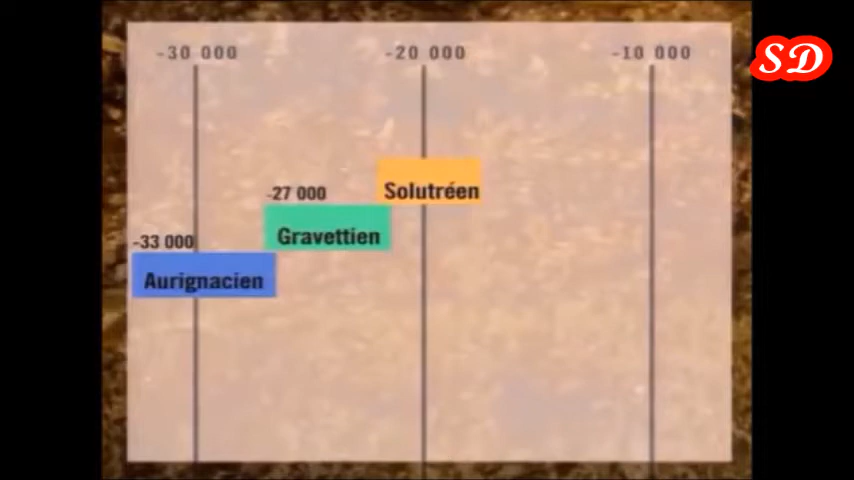 -30 000 -20 000 -10 000
SD
Solutréen
-27 000
Gravettien
-33 000
Aurignacien